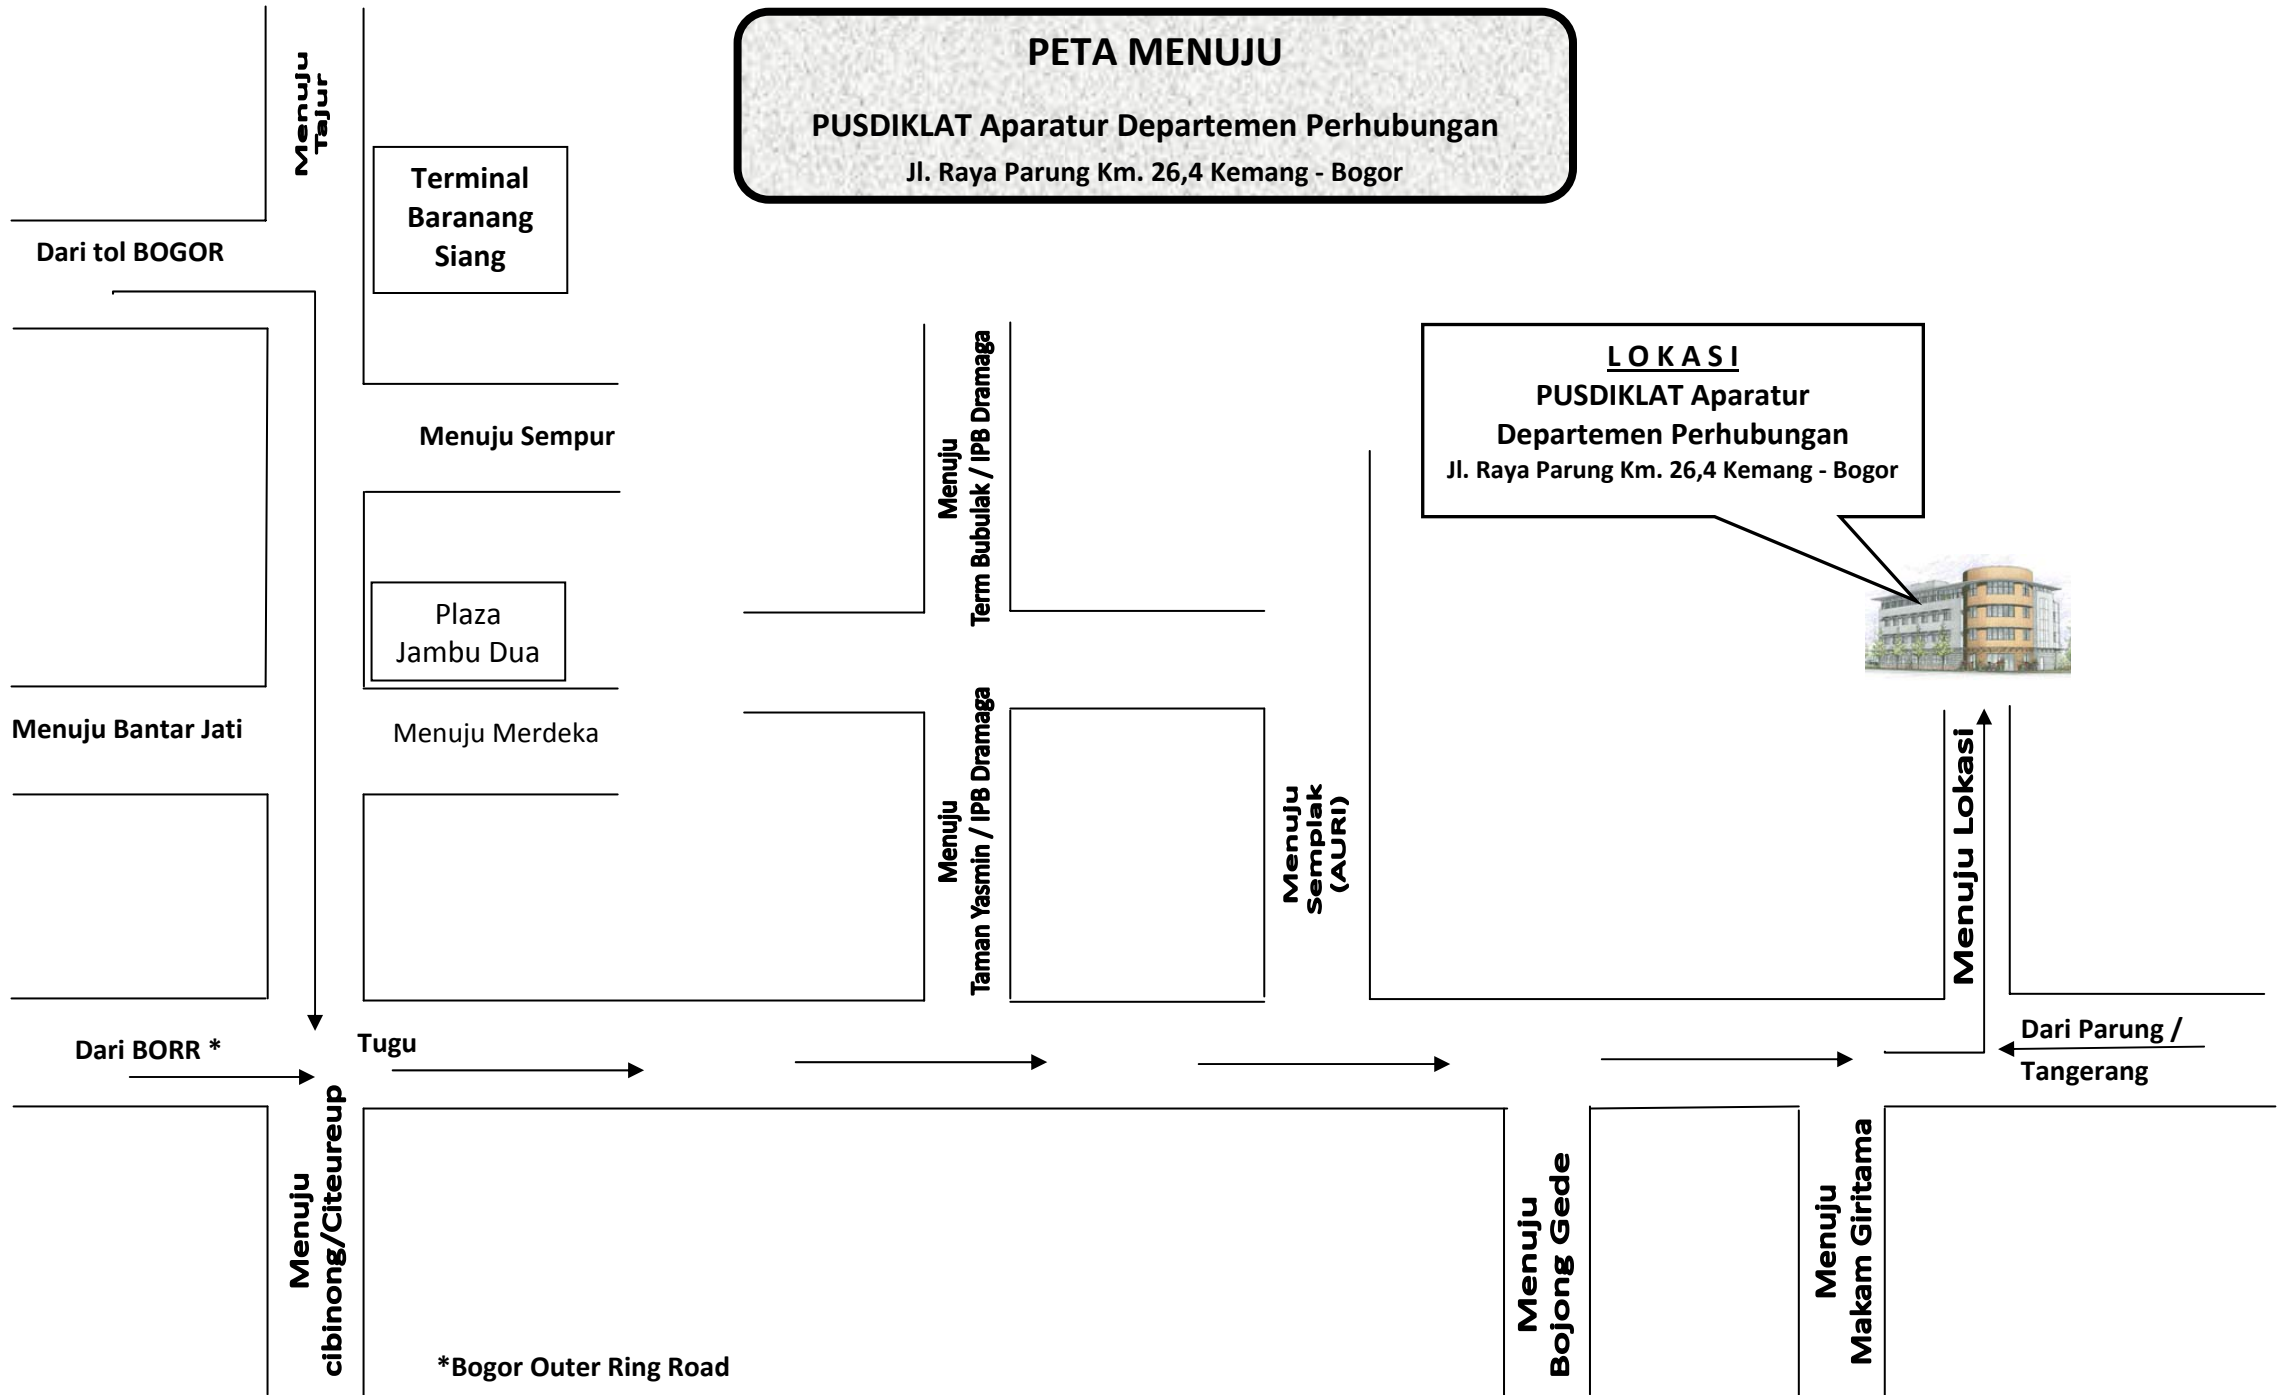 PETA MENUJU
PUSDIKLAT Aparatur Departemen Perhubungan
Jl. Raya Parung Km. 26,4 Kemang - Bogor
Menuju
Tajur
Terminal
Baranang
Siang
Dari tol BOGOR
Menuju Sempur
Plaza
Jambu Dua
Menuju Bantar Jati
Menuju Merdeka
Menuju
Term Bubulak / IPB Dramaga
Menuju
Taman Yasmin / IPB Dramaga
Menuju
Semplak
(AURI)
L O K A S I
PUSDIKLAT Aparatur
Departemen Perhubungan
Jl. Raya Parung Km. 26,4 Kemang - Bogor
Menuju Lokasi
Dari BORR *
Tugu
Dari Parung /
Tangerang
Menuju
cibinong/Citeureup
Menuju
Bojong Gede
Menuju
Makam Giritama
*Bogor Outer Ring Road